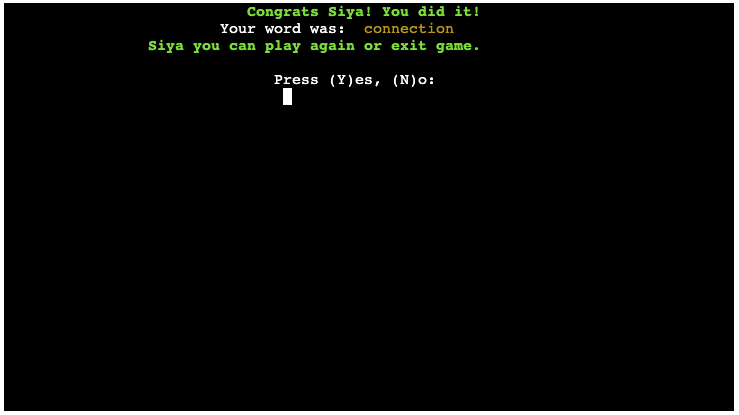 Congrats Siya! You did it!
Your word was: connection
Siya you can play again or exit game.
Press (Y)es, (N)o: